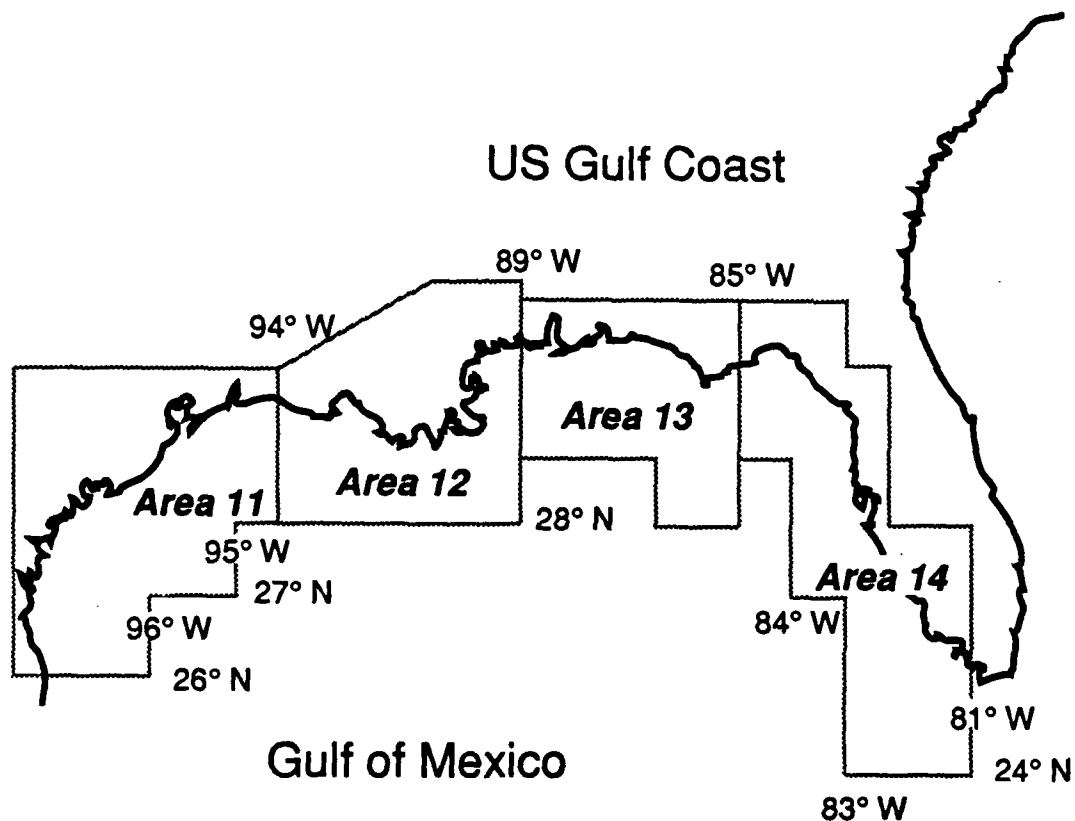 US Gulf Coast
89° W
85° W
94° W
Area 13
Area 12
Area 11
28° N
95° W
27° N
Area 14
96° W
84° W
26° N
81° W
Gulf of Mexico
24° N
83° W